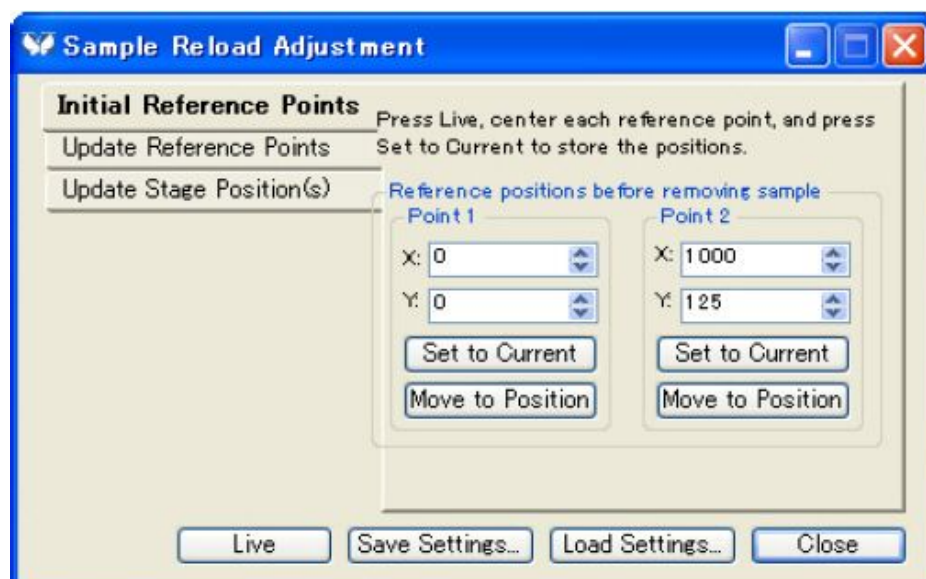 Sample Reload Adjustment
Initial Reference Points
Update Reference Points
Update Stage Position(s)
Press Live, center each reference point, and press
Set to Current to store the positions.
Reference positions before removing sample
Point 1
X: 0
Y: 0
Set to Current
Move to Position
Point 2
X: 1000
Y: 125
Set to Current
Move to Position
Live
Save Settings...
Load Settings...
Close